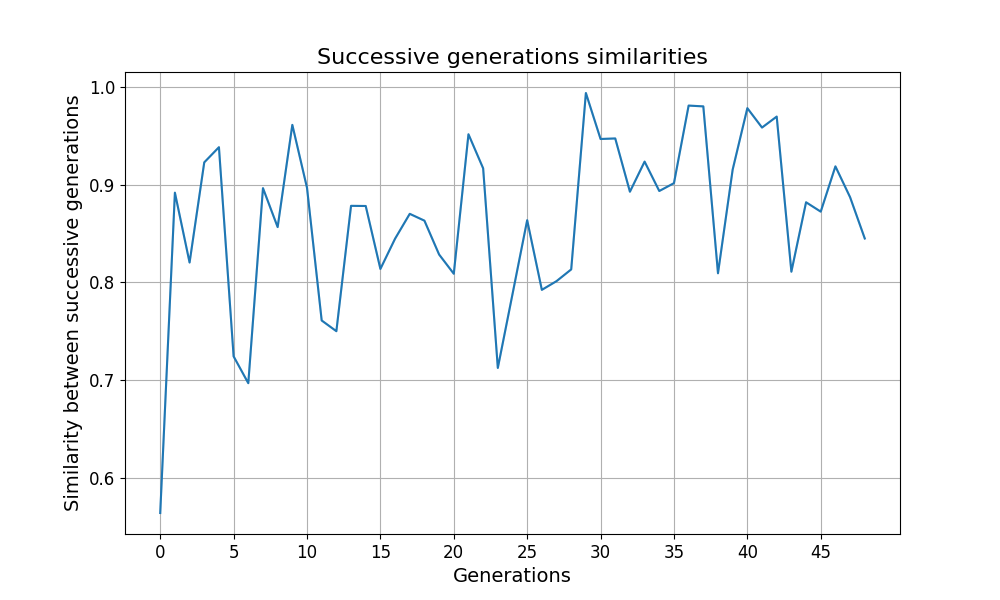 Successive generations similarities
Similarity between successive generations
1.0
0.9
0.8
0.7
0.6
0 5 10 15 20 25 30 35 40 45
Generations